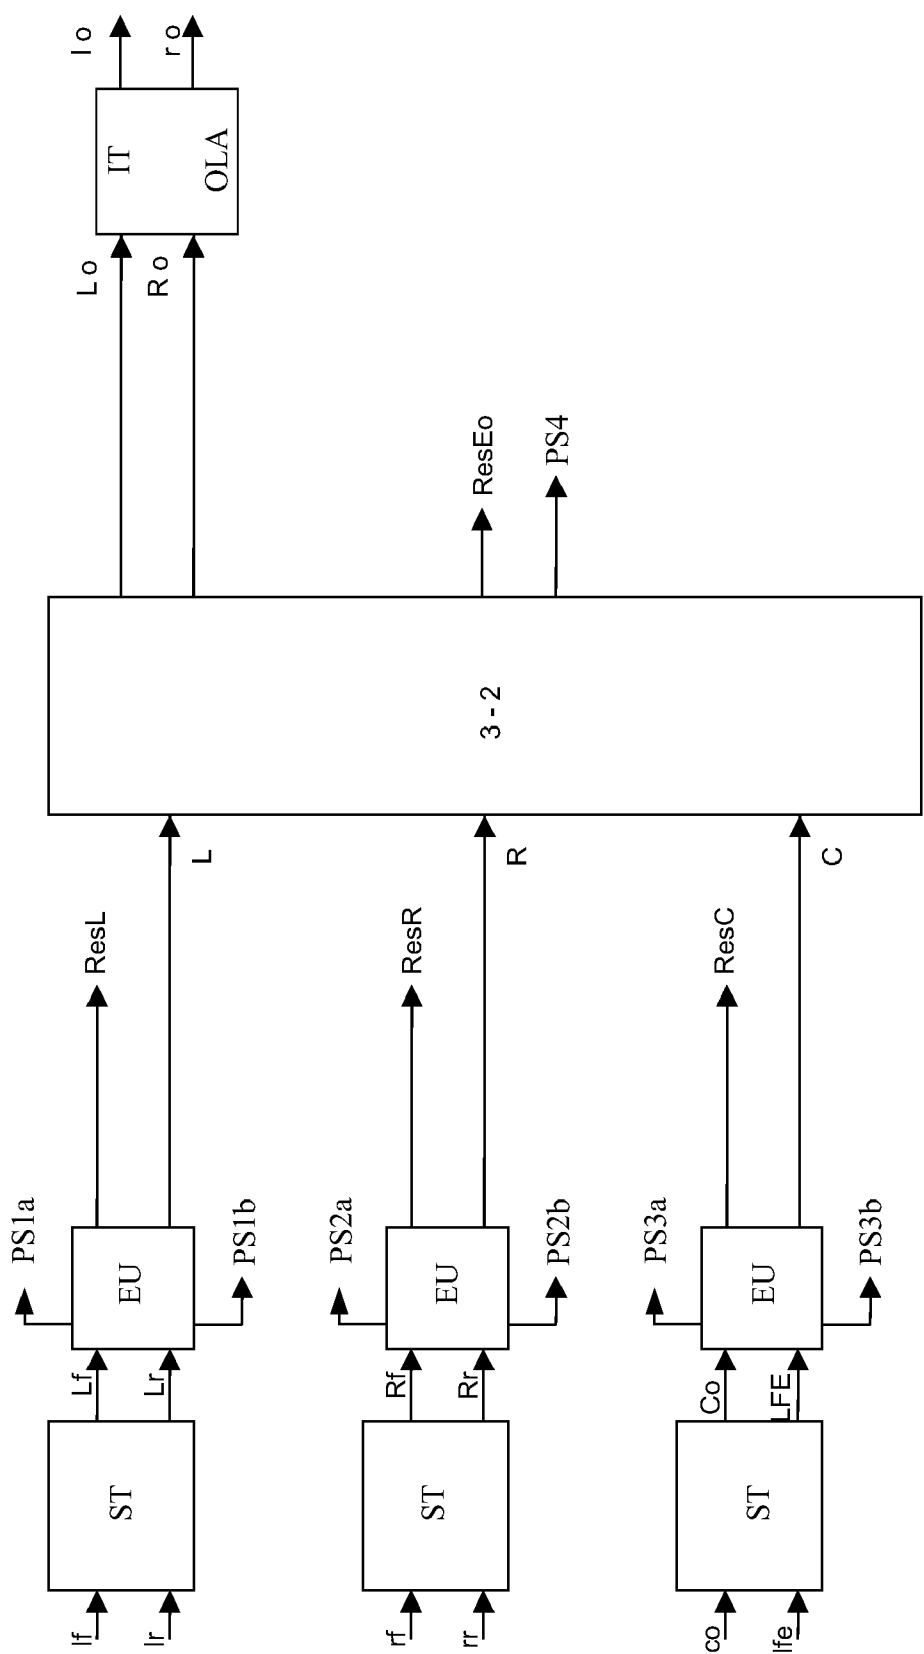 lf
lr
ST
Lf
Lr
EU
PS1a
PS1b
ResL
L
rf
rr
ST
Rf
Rr
EU
PS2a
PS2b
ResR
R
co
lfe
ST
Co
LFE
EU
PS3a
PS3b
ResC
C
3 - 2
ResEo
PS4
Lo
Ro
IT
OLA
lo
ro